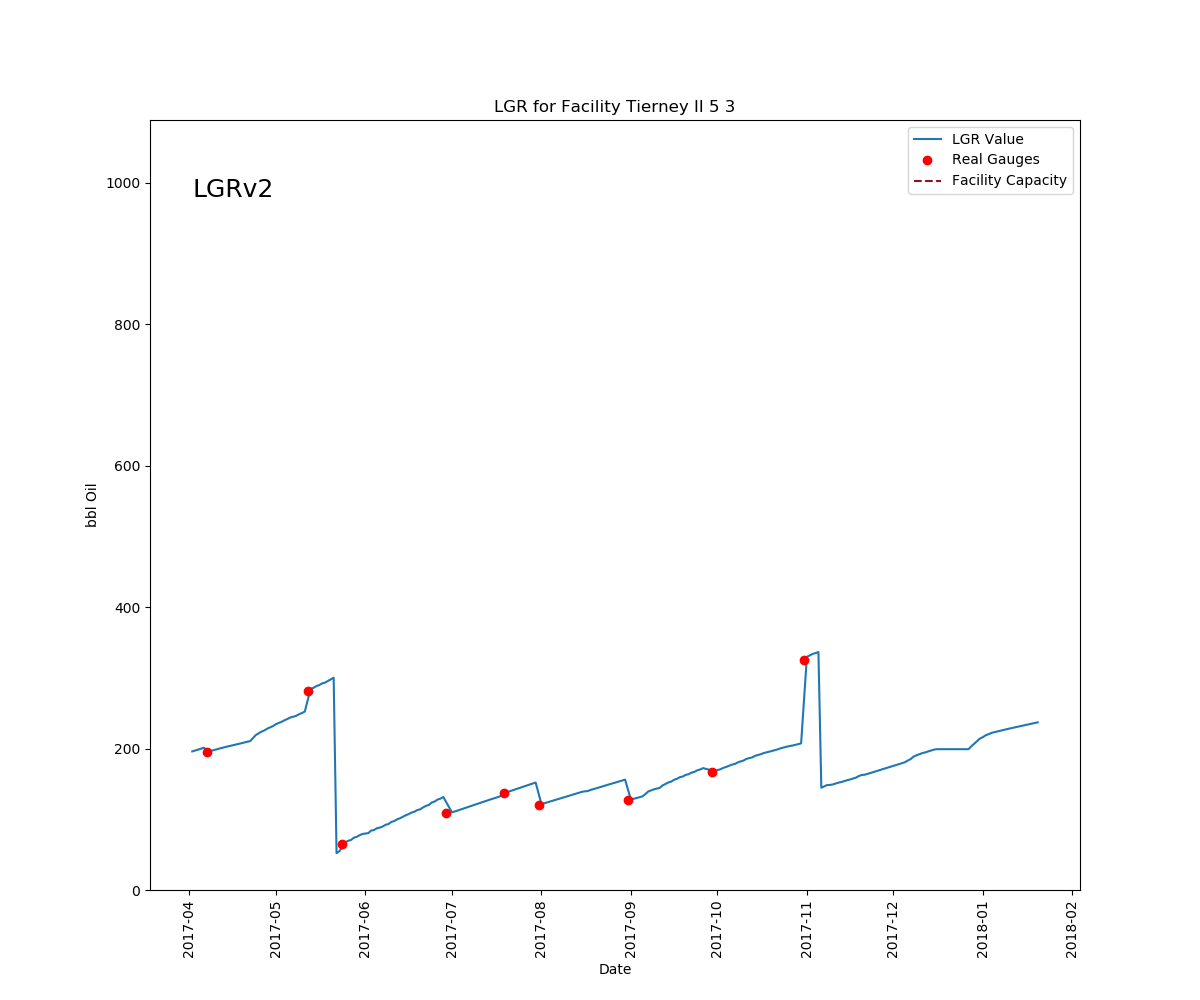 LGR for Facility Tierney II 5 3
LGR Value
Real Gauges
Facility Capacity
LGRv2
1000
800
600
400
200
0
bbl Oil
2017-04
2017-05
2017-06
2017-07
2017-08
2017-09
2017-10
2017-11
2017-12
2018-01
2018-02
Date